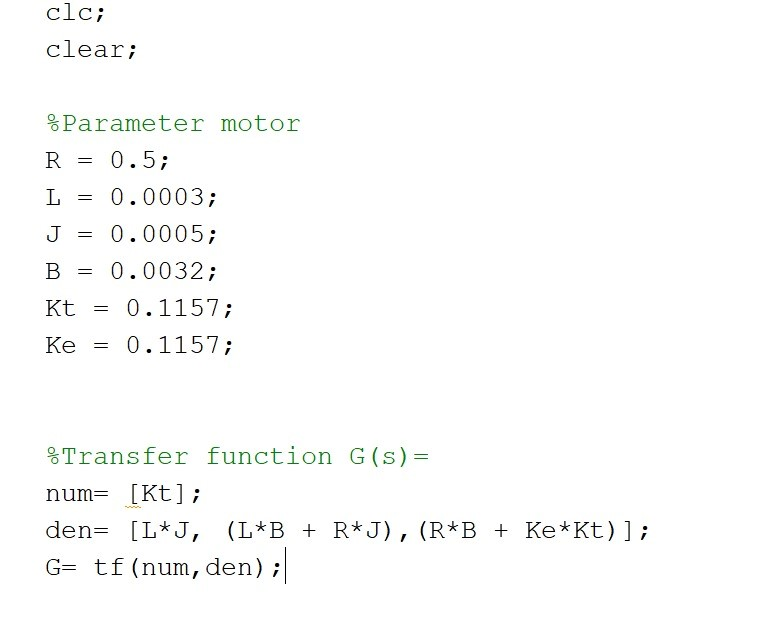 clc;
clear;
%Parameter motor
R = 0.5;
L = 0.0003;
J = 0.0005;
B = 0.0032;
Kt = 0.1157;
Ke = 0.1157;
%Transfer function G(s)=
num= [Kt];
den= [L*J, (L*B + R*J),(R*B + Ke*Kt)];
G= tf(num,den);